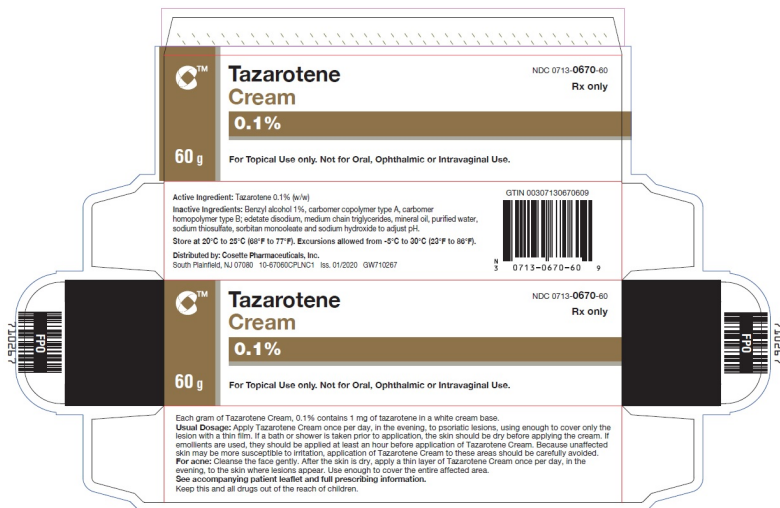 TM
Tazarotene
Cream
NDC 0713-0670-60
Rx only
0.1%
60 g
For Topical Use only. Not for Oral, Ophthalmic or Intravaginal Use.
Active Ingredient: Tazarotene 0.1% (w/w)
Inactive Ingredients: Benzyl alcohol 1%, carbomer copolymer type A, carbomer
homopolymer type B; edetate disodium, medium chain triglycerides, mineral oil, purified water,
sodium thiosulfate, sorbitan monooleate and sodium hydroxide to adjust pH.
Store at 20°C to 25°C (68°F to 77°F). Excursions allowed from -5°C to 30°C (23°F to 86°F).
Distributed by: Cosette Pharmaceuticals, Inc.
South Plainfield, NJ 07080 10-67060CPLNC1 Iss. 01/2020 GW710267
GTIN 00307130670609
N
3 0713-0670-60 9
TM
Tazarotene
Cream
NDC 0713-0670-60
Rx only
0.1%
60 g
For Topical Use only. Not for Oral, Ophthalmic or Intravaginal Use.
710267
FPO
FPO
710267
Each gram of Tazarotene Cream, 0.1% contains 1 mg of tazarotene in a white cream base.
Usual Dosage: Apply Tazarotene Cream once per day, in the evening, to psoriatic lesions, using enough to cover only the
lesion with a thin film. If a bath or shower is taken prior to application, the skin should be dry before applying the cream. If
emollients are used, they should be applied at least an hour before application of Tazarotene Cream. Because unaffected
skin may be more susceptible to irritation, application of Tazarotene Cream to these areas should be carefully avoided.
For acne: Cleanse the face gently. After the skin is dry, apply a thin layer of Tazarotene Cream once per day, in the
evening, to the skin where lesions appear. Use enough to cover the entire affected area.
See accompanying patient leaflet and full prescribing information.
Keep this and all drugs out of the reach of children.